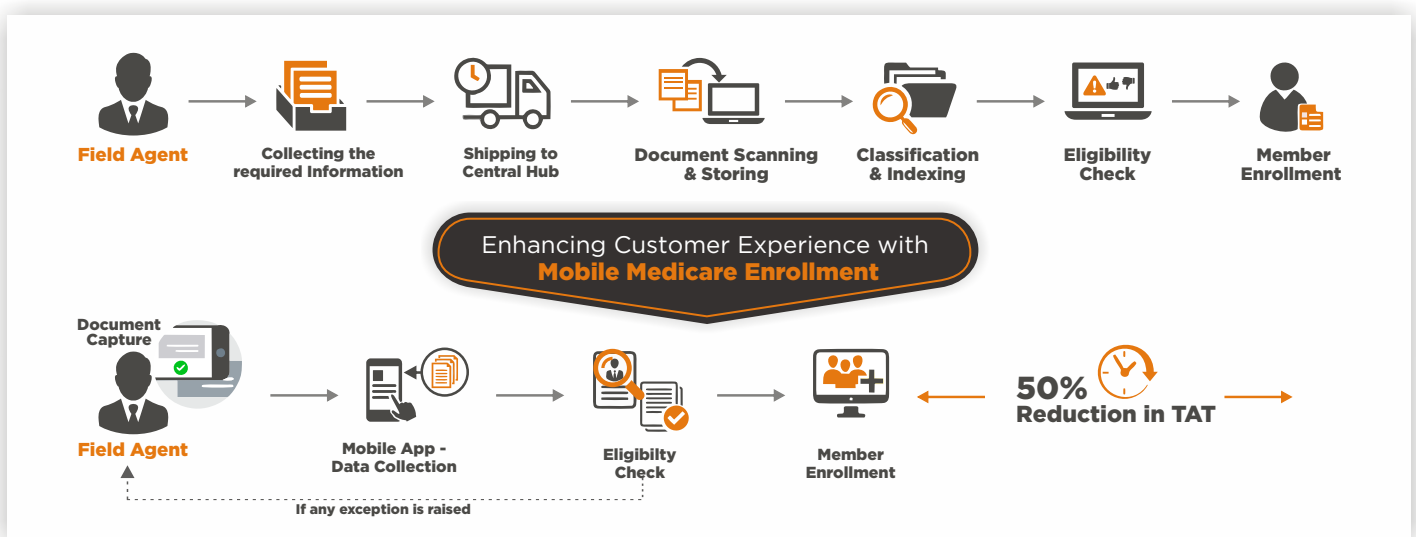 Field Agent
Collecting the
required Information
Shipping to
Central Hub
Document Scanning
& Storing
Classification
& Indexing
Eligibility
Check
Member
Enrollment
Enhancing Customer Experience with
Mobile Medicare Enrollment
Document
Capture
Field Agent
Mobile App -
Data Collection
Eligibilty
Check
Member
Enrollment
50%
Reduction in TAT
If any exception is raised